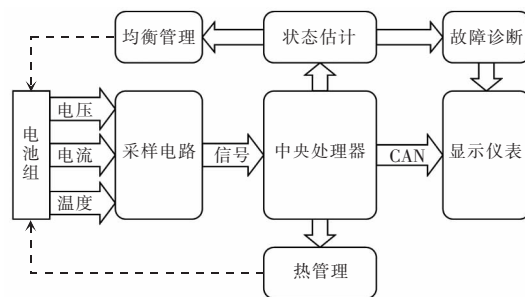 均衡管理
状态估计
故障诊断
电池组
电压
电流
温度
采样电路
信号
中央处理器
CAN
显示仪表
热管理